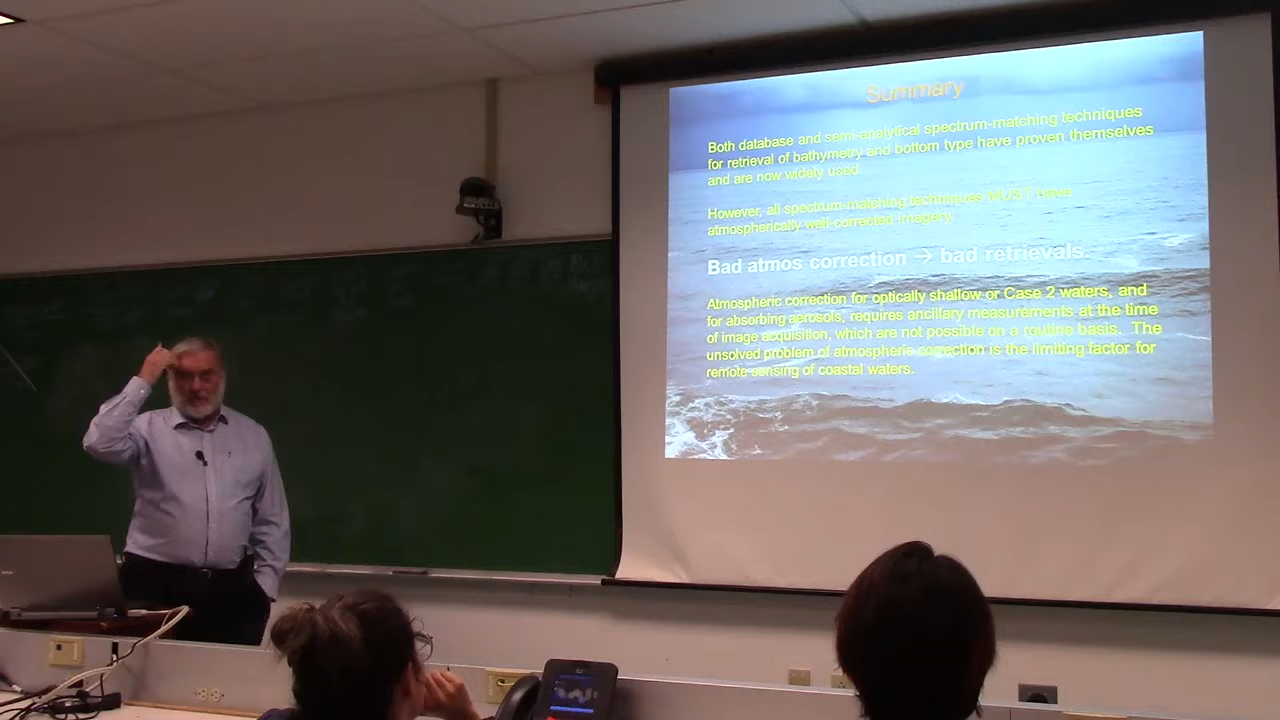 Summary
Both database and semi-analytical spectrum-matching techniques
for retrieval of bathymetry and bottom type have proven themselves
and are now widely used.
However, all spectrum-matching techniques MUST have
atmospherically well-corrected imagery.
Bad atmos correction → bad retrievals.
Atmospheric correction for optically shallow or Case 2 waters, and
for absorbing aerosols, requires ancillary measurements at the time
of image acquisition, which are not possible on a routine basis. The
unsolved problem of atmospheric correction is the limiting factor for
remote sensing of coastal waters.